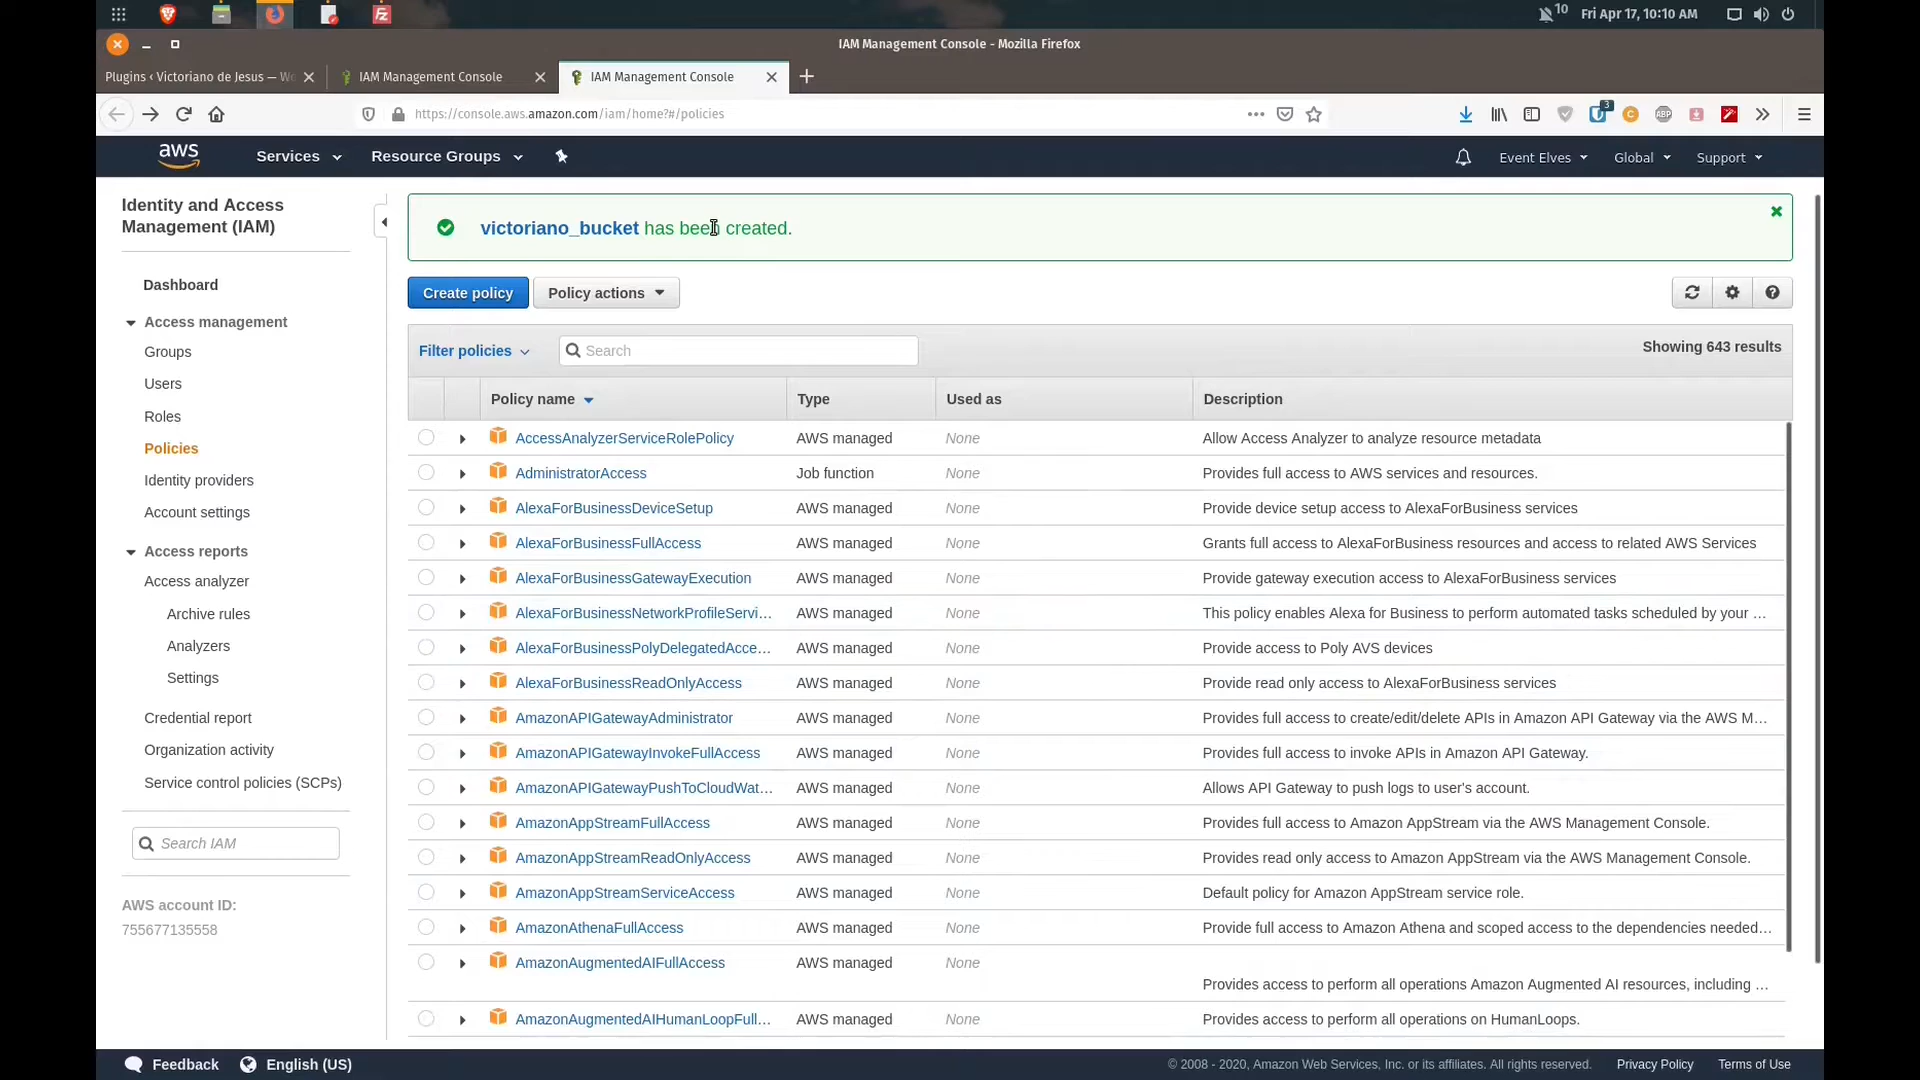 10 Fri Apr 17, 10:10 AM
IAM Management Console - Mozilla Firefox
Plugins ‹ Victoriano de Jesus — Wo
IAM Management Console
IAM Management Console
https://console.aws.amazon.com/iam/home?#/policies
3
ABP
aws
Services
Resource Groups
Event Elves
Global
Support
Identity and Access
Management (IAM)
Dashboard
Access management
Groups
Users
Roles
Policies
Identity providers
Account settings
Access reports
Access analyzer
Archive rules
Analyzers
Settings
Credential report
Organization activity
Service control policies (SCPs)
Search IAM
AWS account ID:
755677135558
victoriano_bucket has been created.
Create policy
Policy actions
Filter policies
Search
Showing 643 results
Policy name Type Used as Description
AccessAnalyzerServiceRolePolicy AWS managed None Allow Access Analyzer to analyze resource metadata
AdministratorAccess Job function None Provides full access to AWS services and resources.
AlexaForBusinessDeviceSetup AWS managed None Provide device setup access to AlexaForBusiness services
AlexaForBusinessFullAccess AWS managed None Grants full access to AlexaForBusiness resources and access to related AWS Services
AlexaForBusinessGatewayExecution AWS managed None Provide gateway execution access to AlexaForBusiness services
AlexaForBusinessNetworkProfileServi... AWS managed None This policy enables Alexa for Business to perform automated tasks scheduled by your ...
AlexaForBusinessPolyDelegatedAcce... AWS managed None Provide access to Poly AVS devices
AlexaForBusinessReadOnlyAccess AWS managed None Provide read only access to AlexaForBusiness services
AmazonAPIGatewayAdministrator AWS managed None Provides full access to create/edit/delete APIs in Amazon API Gateway via the AWS M...
AmazonAPIGatewayInvokeFullAccess AWS managed None Provides full access to invoke APIs in Amazon API Gateway.
AmazonAPIGatewayPushToCloudWat... AWS managed None Allows API Gateway to push logs to user's account.
AmazonAppStreamFullAccess AWS managed None Provides full access to Amazon AppStream via the AWS Management Console.
AmazonAppStreamReadOnlyAccess AWS managed None Provides read only access to Amazon AppStream via the AWS Management Console.
AmazonAppStreamServiceAccess AWS managed None Default policy for Amazon AppStream service role.
AmazonAthenaFullAccess AWS managed None Provide full access to Amazon Athena and scoped access to the dependencies needed...
AmazonAugmentedAIFullAccess AWS managed None
Provides access to perform all operations Amazon Augmented AI resources, including ...
AmazonAugmentedAIHumanLoopFull... AWS managed None Provides access to perform all operations on HumanLoops.
Feedback
English (US)
© 2008 - 2020, Amazon Web Services, Inc. or its affiliates. All rights reserved.
Privacy Policy
Terms of Use